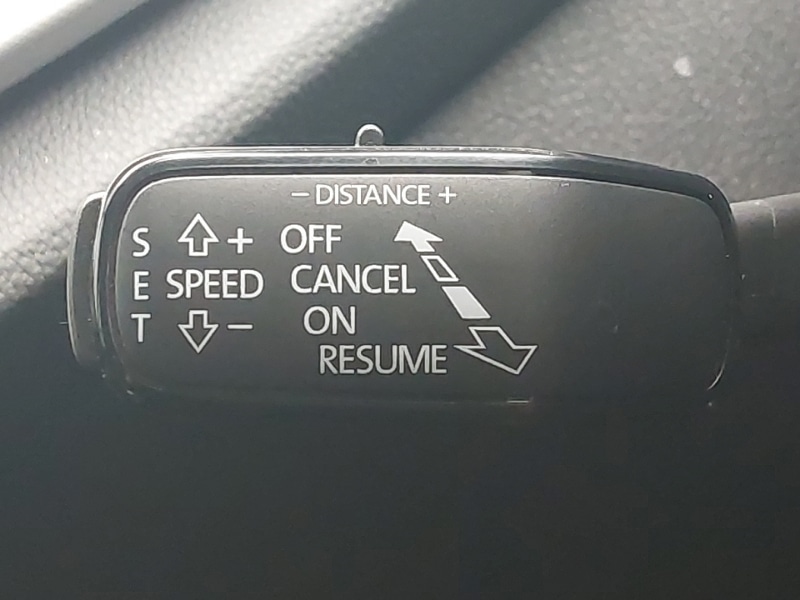 − DISTANCE +
S + OFF
E SPEED CANCEL
T − ON
RESUME